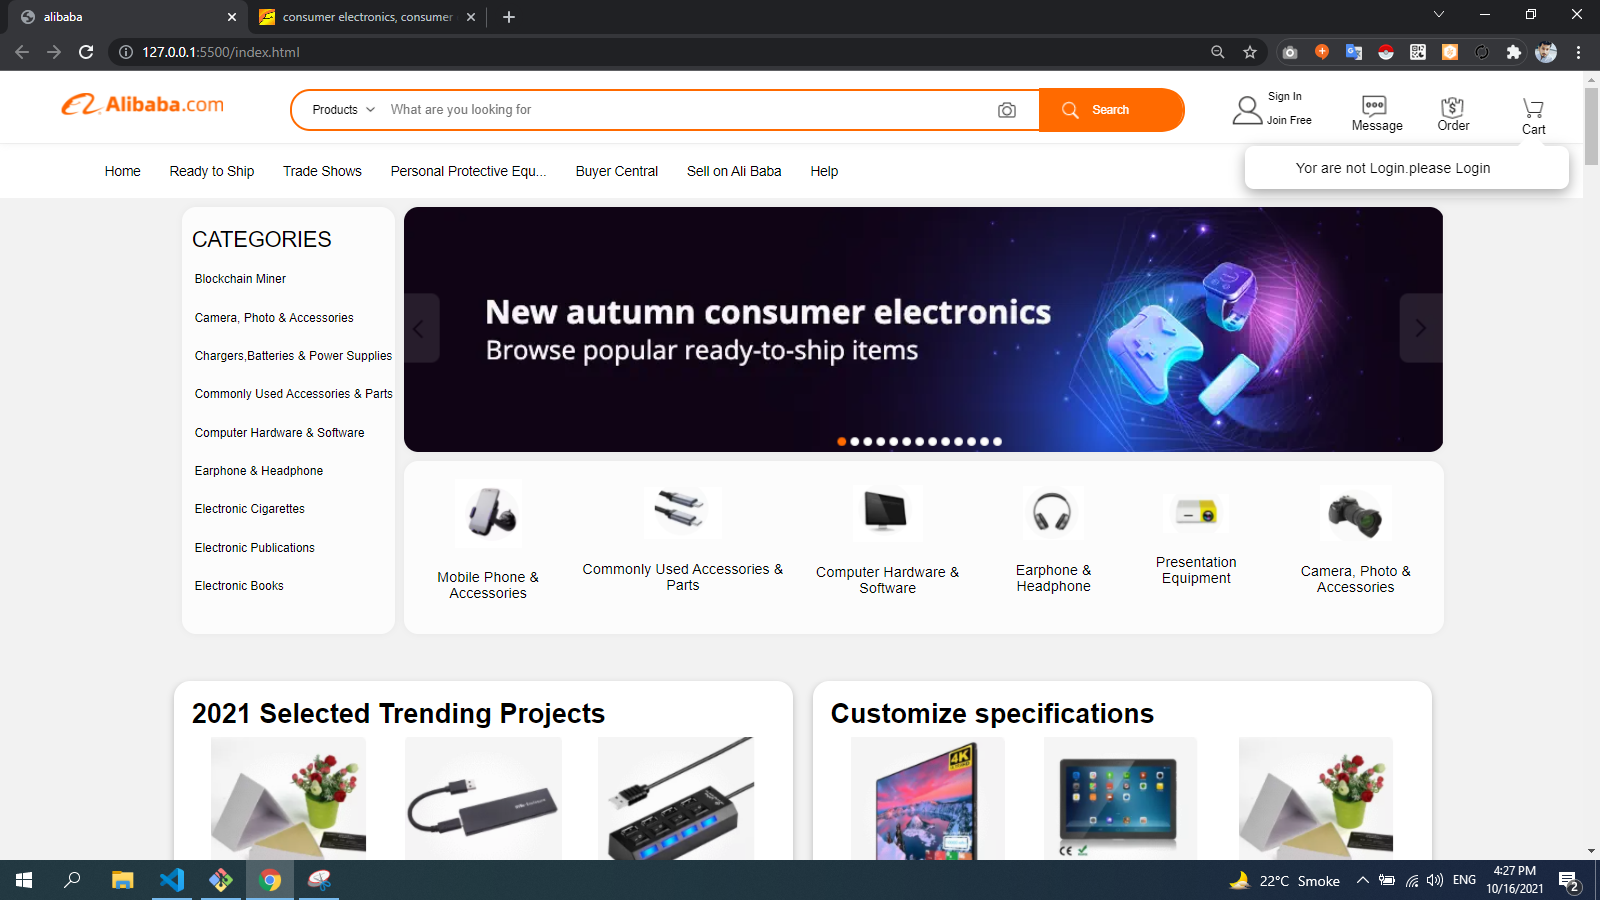 alibaba
consumer electronics, consumer
127.0.0.1:5500/index.html
Alibaba.com
Products
What are you looking for
Search
Sign In
Join Free
Message
Order
Cart
Home
Ready to Ship
Trade Shows
Personal Protective Equ...
Buyer Central
Sell on Ali Baba
Help
Yor are not Login.please Login
CATEGORIES
Blockchain Miner
Camera, Photo & Accessories
Chargers,Batteries & Power Supplies
Commonly Used Accessories & Parts
Computer Hardware & Software
Earphone & Headphone
Electronic Cigarettes
Electronic Publications
Electronic Books
New autumn consumer electronics
Browse popular ready-to-ship items
Mobile Phone &
Accessories
Commonly Used Accessories &
Parts
Computer Hardware &
Software
Earphone &
Headphone
Presentation
Equipment
Camera, Photo &
Accessories
2021 Selected Trending Projects
Customize specifications
4K
CE
22°C Smoke
ENG
4:27 PM
10/16/2021
2